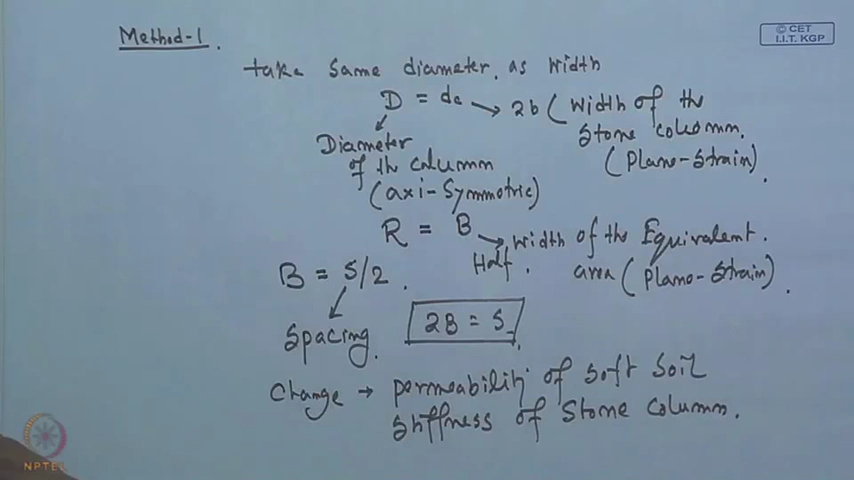 Method-1.
© CET
I.I.T. KGP
take same diameter as width
D = dc → 2b (Width of the
Stone column.
(Plane-Strain).
Diameter
of the column
(axi-Symmetric)
R = B → Width of the Equivalent.
Half. area (Plane-Strain).
B = S/2.
Spacing.
2B = S.
Change → permeability of soft soil
stiffness of Stone column.
NPTEL